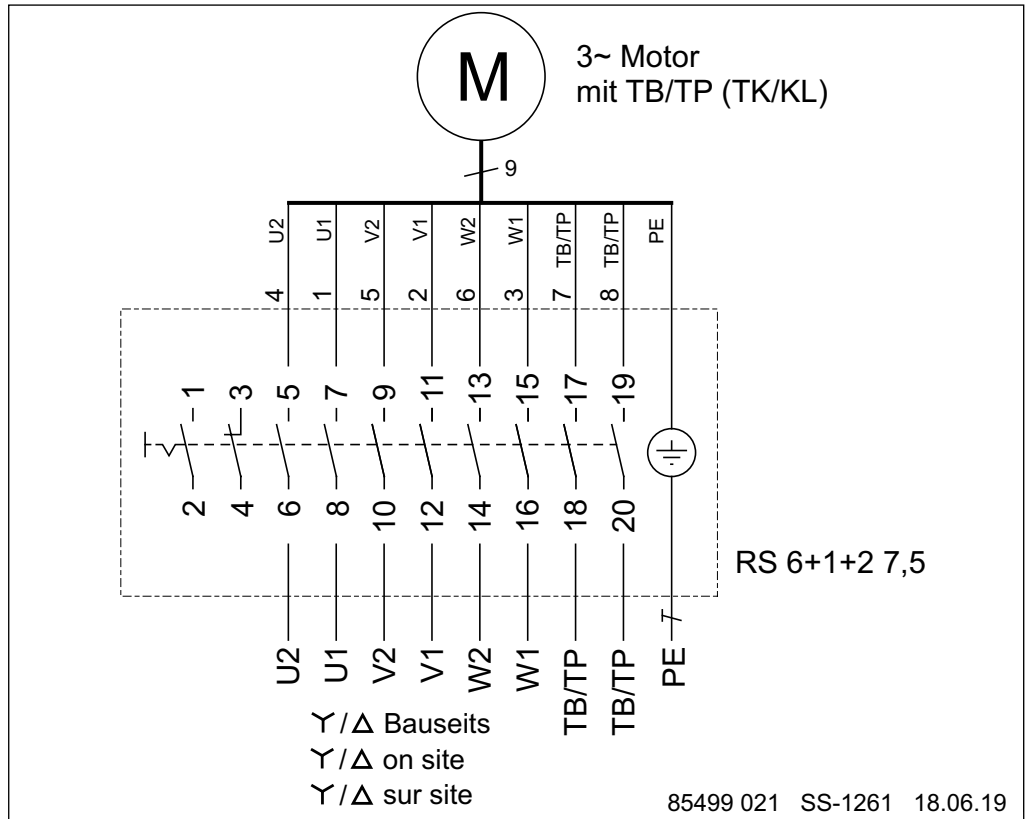 M
3~ Motor
mit TB/TP (TK/KL)
9
U2 U1 V2 V1 W2 W1 TB/TP TB/TP PE
4 1 5 2 6 3 7 8
1 3 5 7 9 11 13 15 17 19
2 4 6 8 10 12 14 16 18 20
RS 6+1+2 7,5
U2 U1 V2 V1 W2 W1 TB/TP TB/TP PE
Y/Δ Bauseits
Y/Δ on site
Y/Δ sur site
85499 021 SS-1261 18.06.19